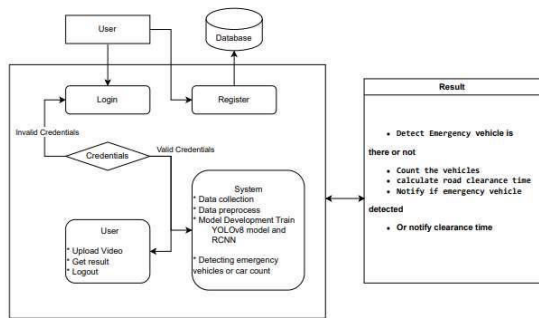 User
Database
Login
Register
Invalid Credentials
Credentials
Valid Credentials
System
* Data collection
* Data preprocess
* Model Development Train
YOLOv8 model and
RCNN
* Detecting emergency
vehicles or car count
User
* Upload Video
* Get result
* Logout
Result
• Detect Emergency vehicle is
there or not
• Count the vehicles
• calculate road clearance time
• Notify if emergency vehicle
detected
• Or notify clearance time